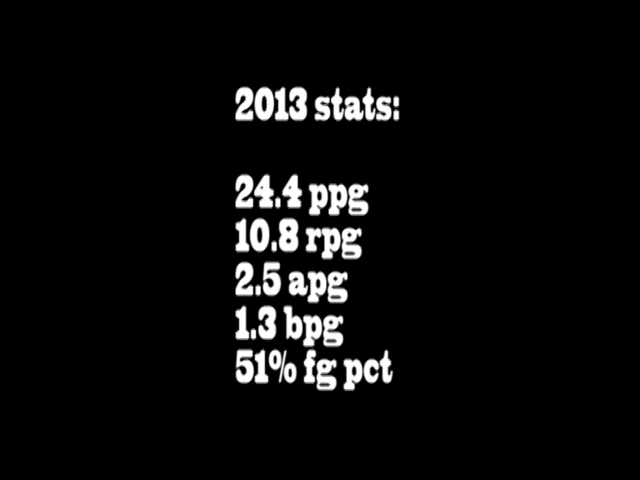 2013 stats:
24.4 ppg
10.8 rpg
2.5 apg
1.3 bpg
51% fg pct